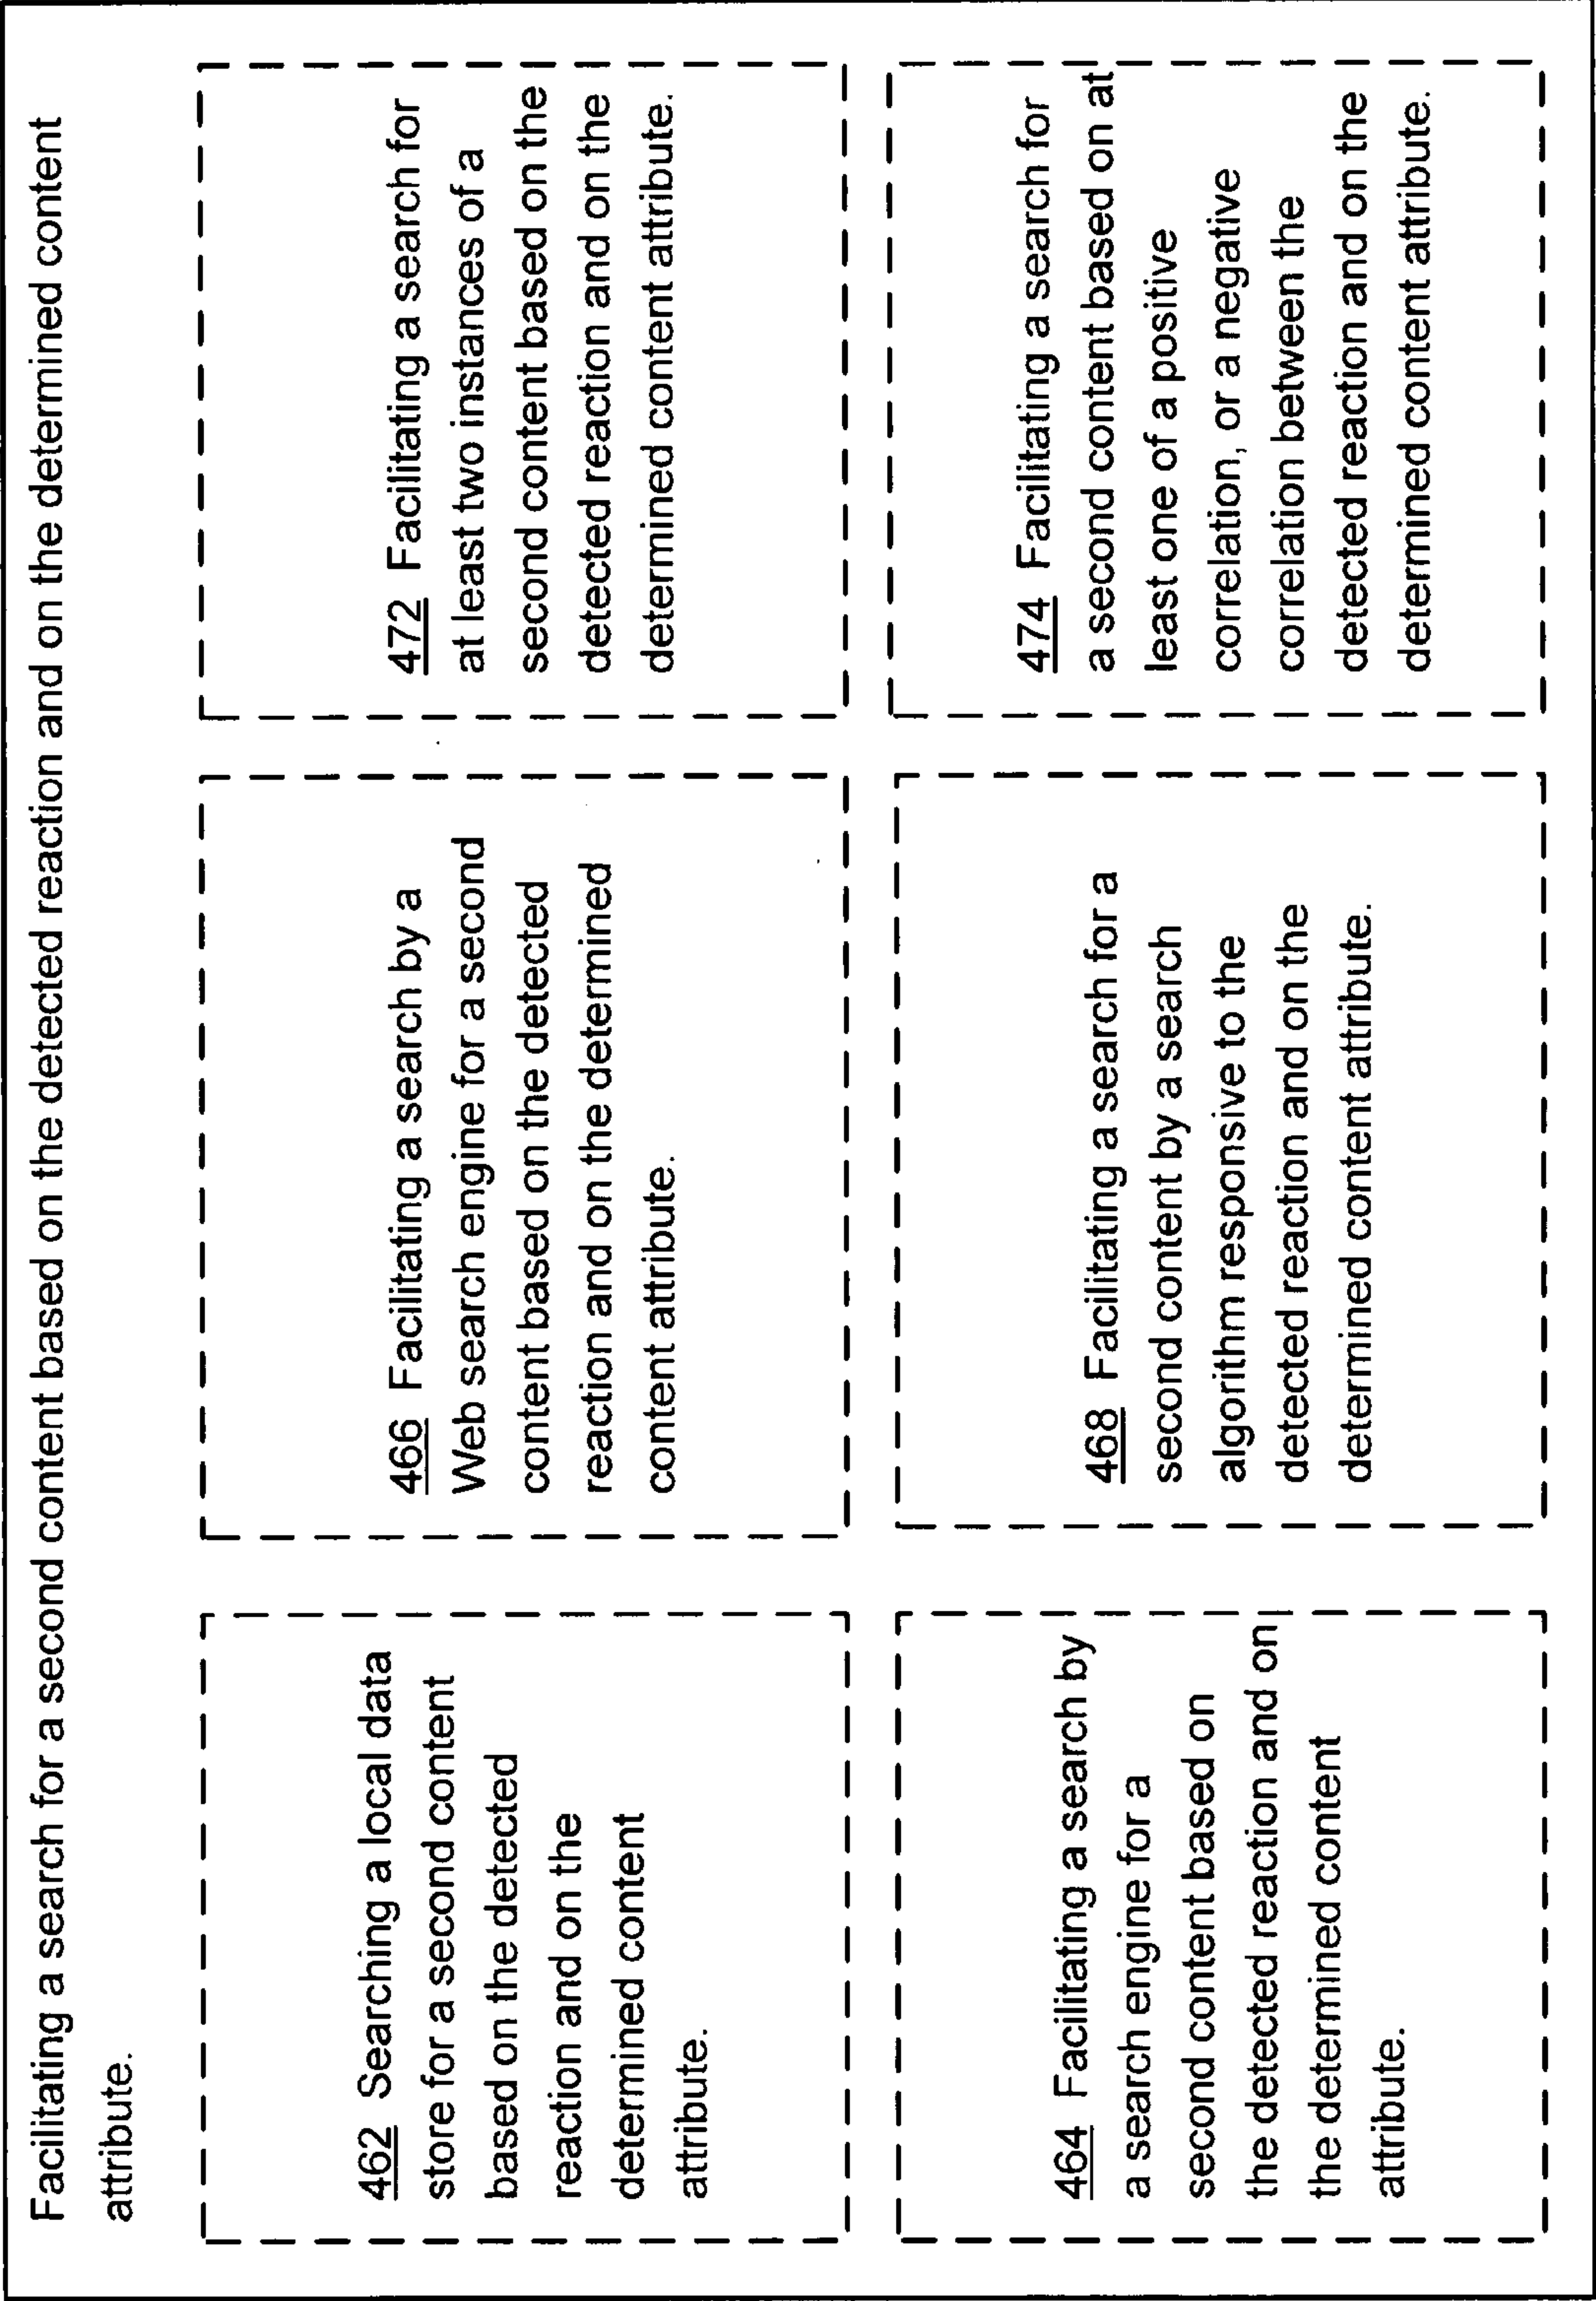 Facilitating a search for a second content based on the detected reaction and on the determined content
attribute.
462 Searching a local data
store for a second content
based on the detected
reaction and on the
determined content
attribute.
466 Facilitating a search by a
Web search engine for a second
content based on the detected
reaction and on the determined
content attribute.
472 Facilitating a search for
at least two instances of a
second content based on the
detected reaction and on the
determined content attribute.
464 Facilitating a search by
a search engine for a
second content based on
the detected reaction and on
the determined content
attribute.
468 Facilitating a search for a
second content by a search
algorithm responsive to the
detected reaction and on the
determined content attribute.
474 Facilitating a search for
a second content based on at
least one of a positive
correlation, or a negative
correlation between the
detected reaction and on the
determined content attribute.